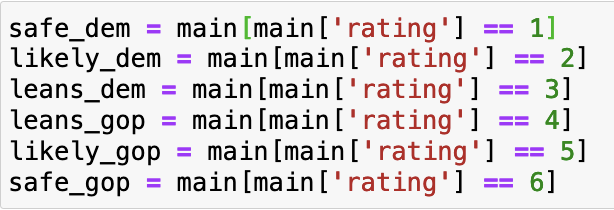 safe_dem = main[main['rating'] == 1]
likely_dem = main[main['rating'] == 2]
leans_dem = main[main['rating'] == 3]
leans_gop = main[main['rating'] == 4]
likely_gop = main[main['rating'] == 5]
safe_gop = main[main['rating'] == 6]